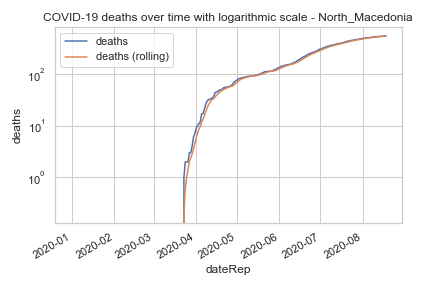 COVID-19 deaths over time with logarithmic scale - North_Macedonia
deaths
deaths (rolling)
deaths
10²
10¹
10⁰
2020-01
2020-02
2020-03
2020-04
2020-05
2020-06
2020-07
2020-08
dateRep